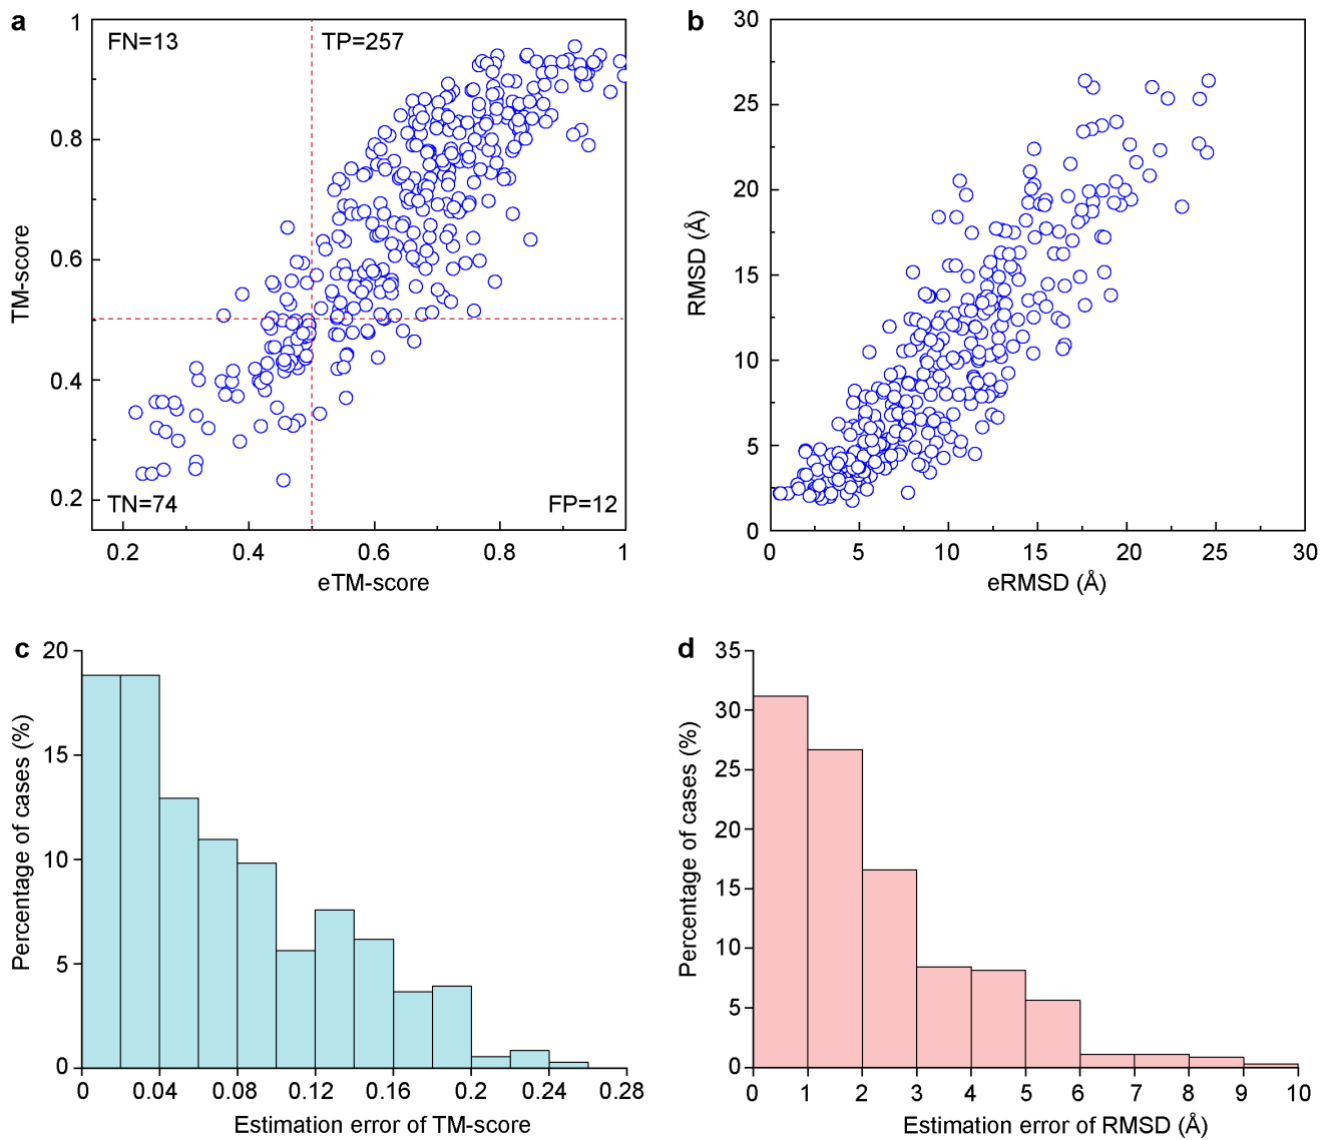 a
FN=13 TP=257
1
0.8
0.6
0.4
0.2
TM-score
TN=74 FP=12
0.2 0.4 0.6 0.8 1
eTM-score
b
30
25
20
15
10
5
0
RMSD (Å)
0 5 10 15 20 25 30
eRMSD (Å)
c
20
15
10
5
0
Percentage of cases (%)
0 0.04 0.08 0.12 0.16 0.2 0.24 0.28
Estimation error of TM-score
d
35
30
25
20
15
10
5
0
Percentage of cases (%)
0 1 2 3 4 5 6 7 8 9 10
Estimation error of RMSD (Å)